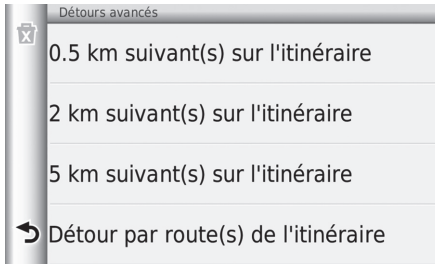 Détours avancés
0.5 km suivant(s) sur l'itinéraire
2 km suivant(s) sur l'itinéraire
5 km suivant(s) sur l'itinéraire
Détour par route(s) de l'itinéraire